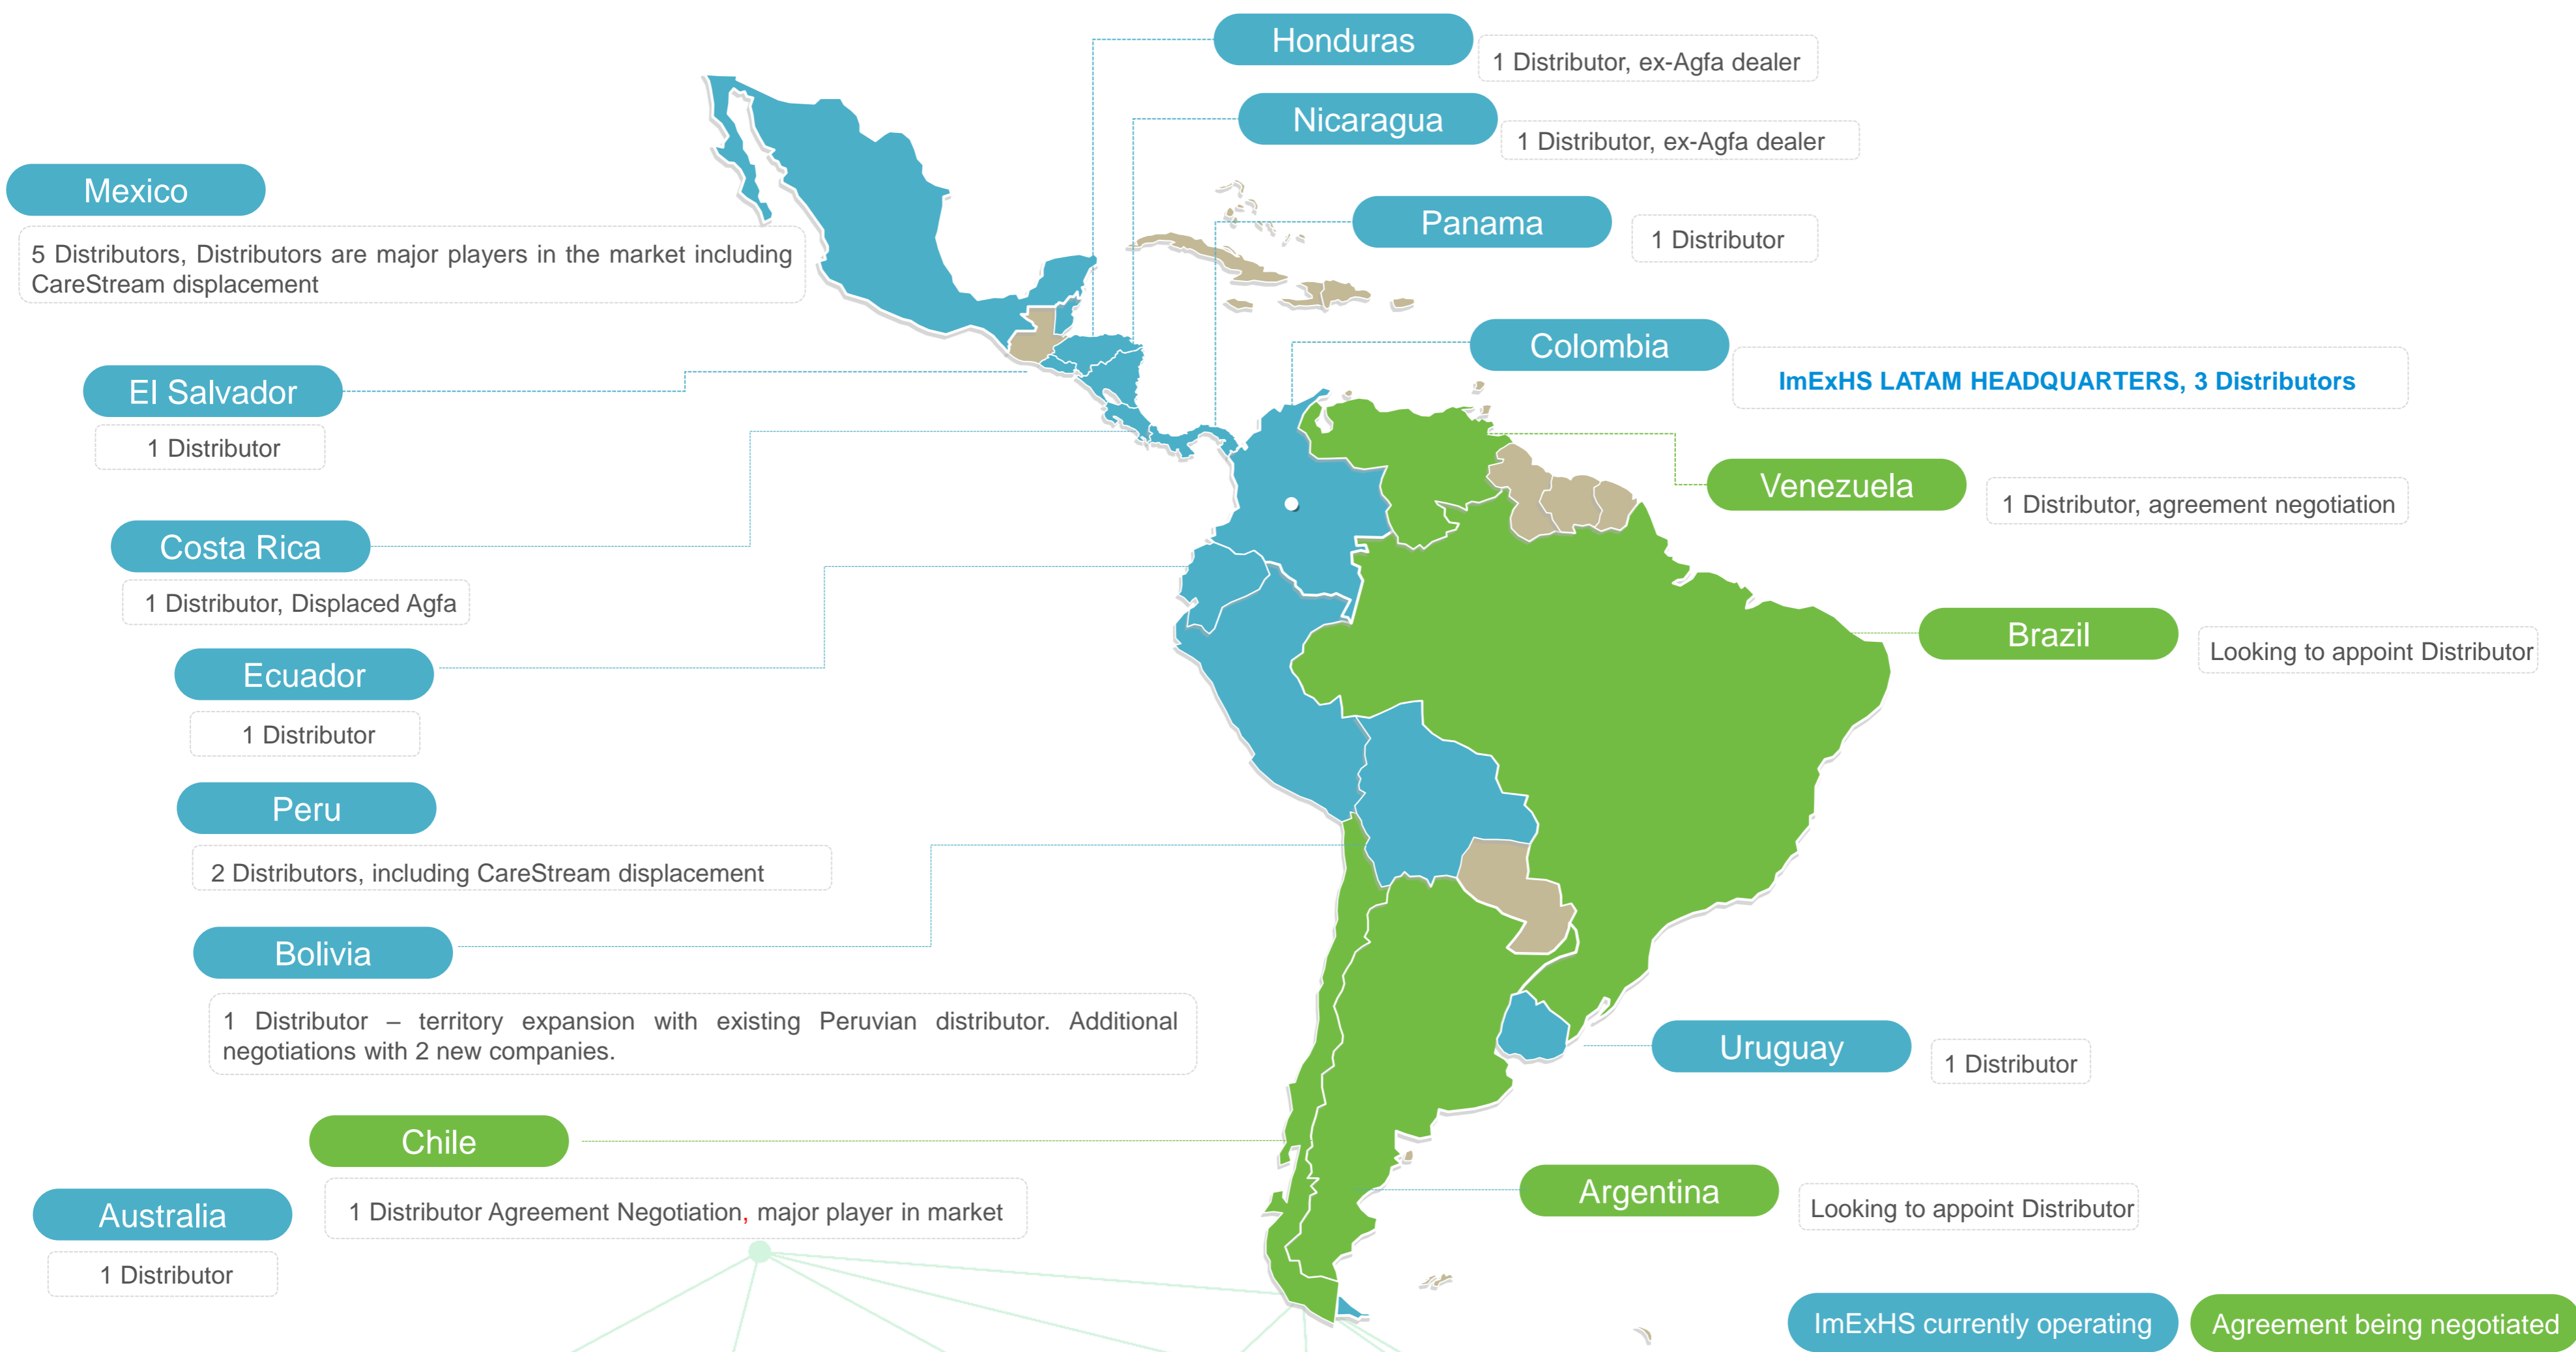 Honduras
1 Distributor, ex-Agfa dealer
Nicaragua
1 Distributor, ex-Agfa dealer
Mexico
5 Distributors, Distributors are major players in the market including
CareStream displacement
Panama
1 Distributor
Colombia
ImExHS LATAM HEADQUARTERS, 3 Distributors
El Salvador
1 Distributor
Venezuela
1 Distributor, agreement negotiation
Costa Rica
1 Distributor, Displaced Agfa
Brazil
Looking to appoint Distributor
Ecuador
1 Distributor
Peru
2 Distributors, including CareStream displacement
Bolivia
1 Distributor – territory expansion with existing Peruvian distributor. Additional
negotiations with 2 new companies.
Uruguay
1 Distributor
Chile
1 Distributor Agreement Negotiation, major player in market
Argentina
Looking to appoint Distributor
Australia
1 Distributor
ImExHS currently operating
Agreement being negotiated